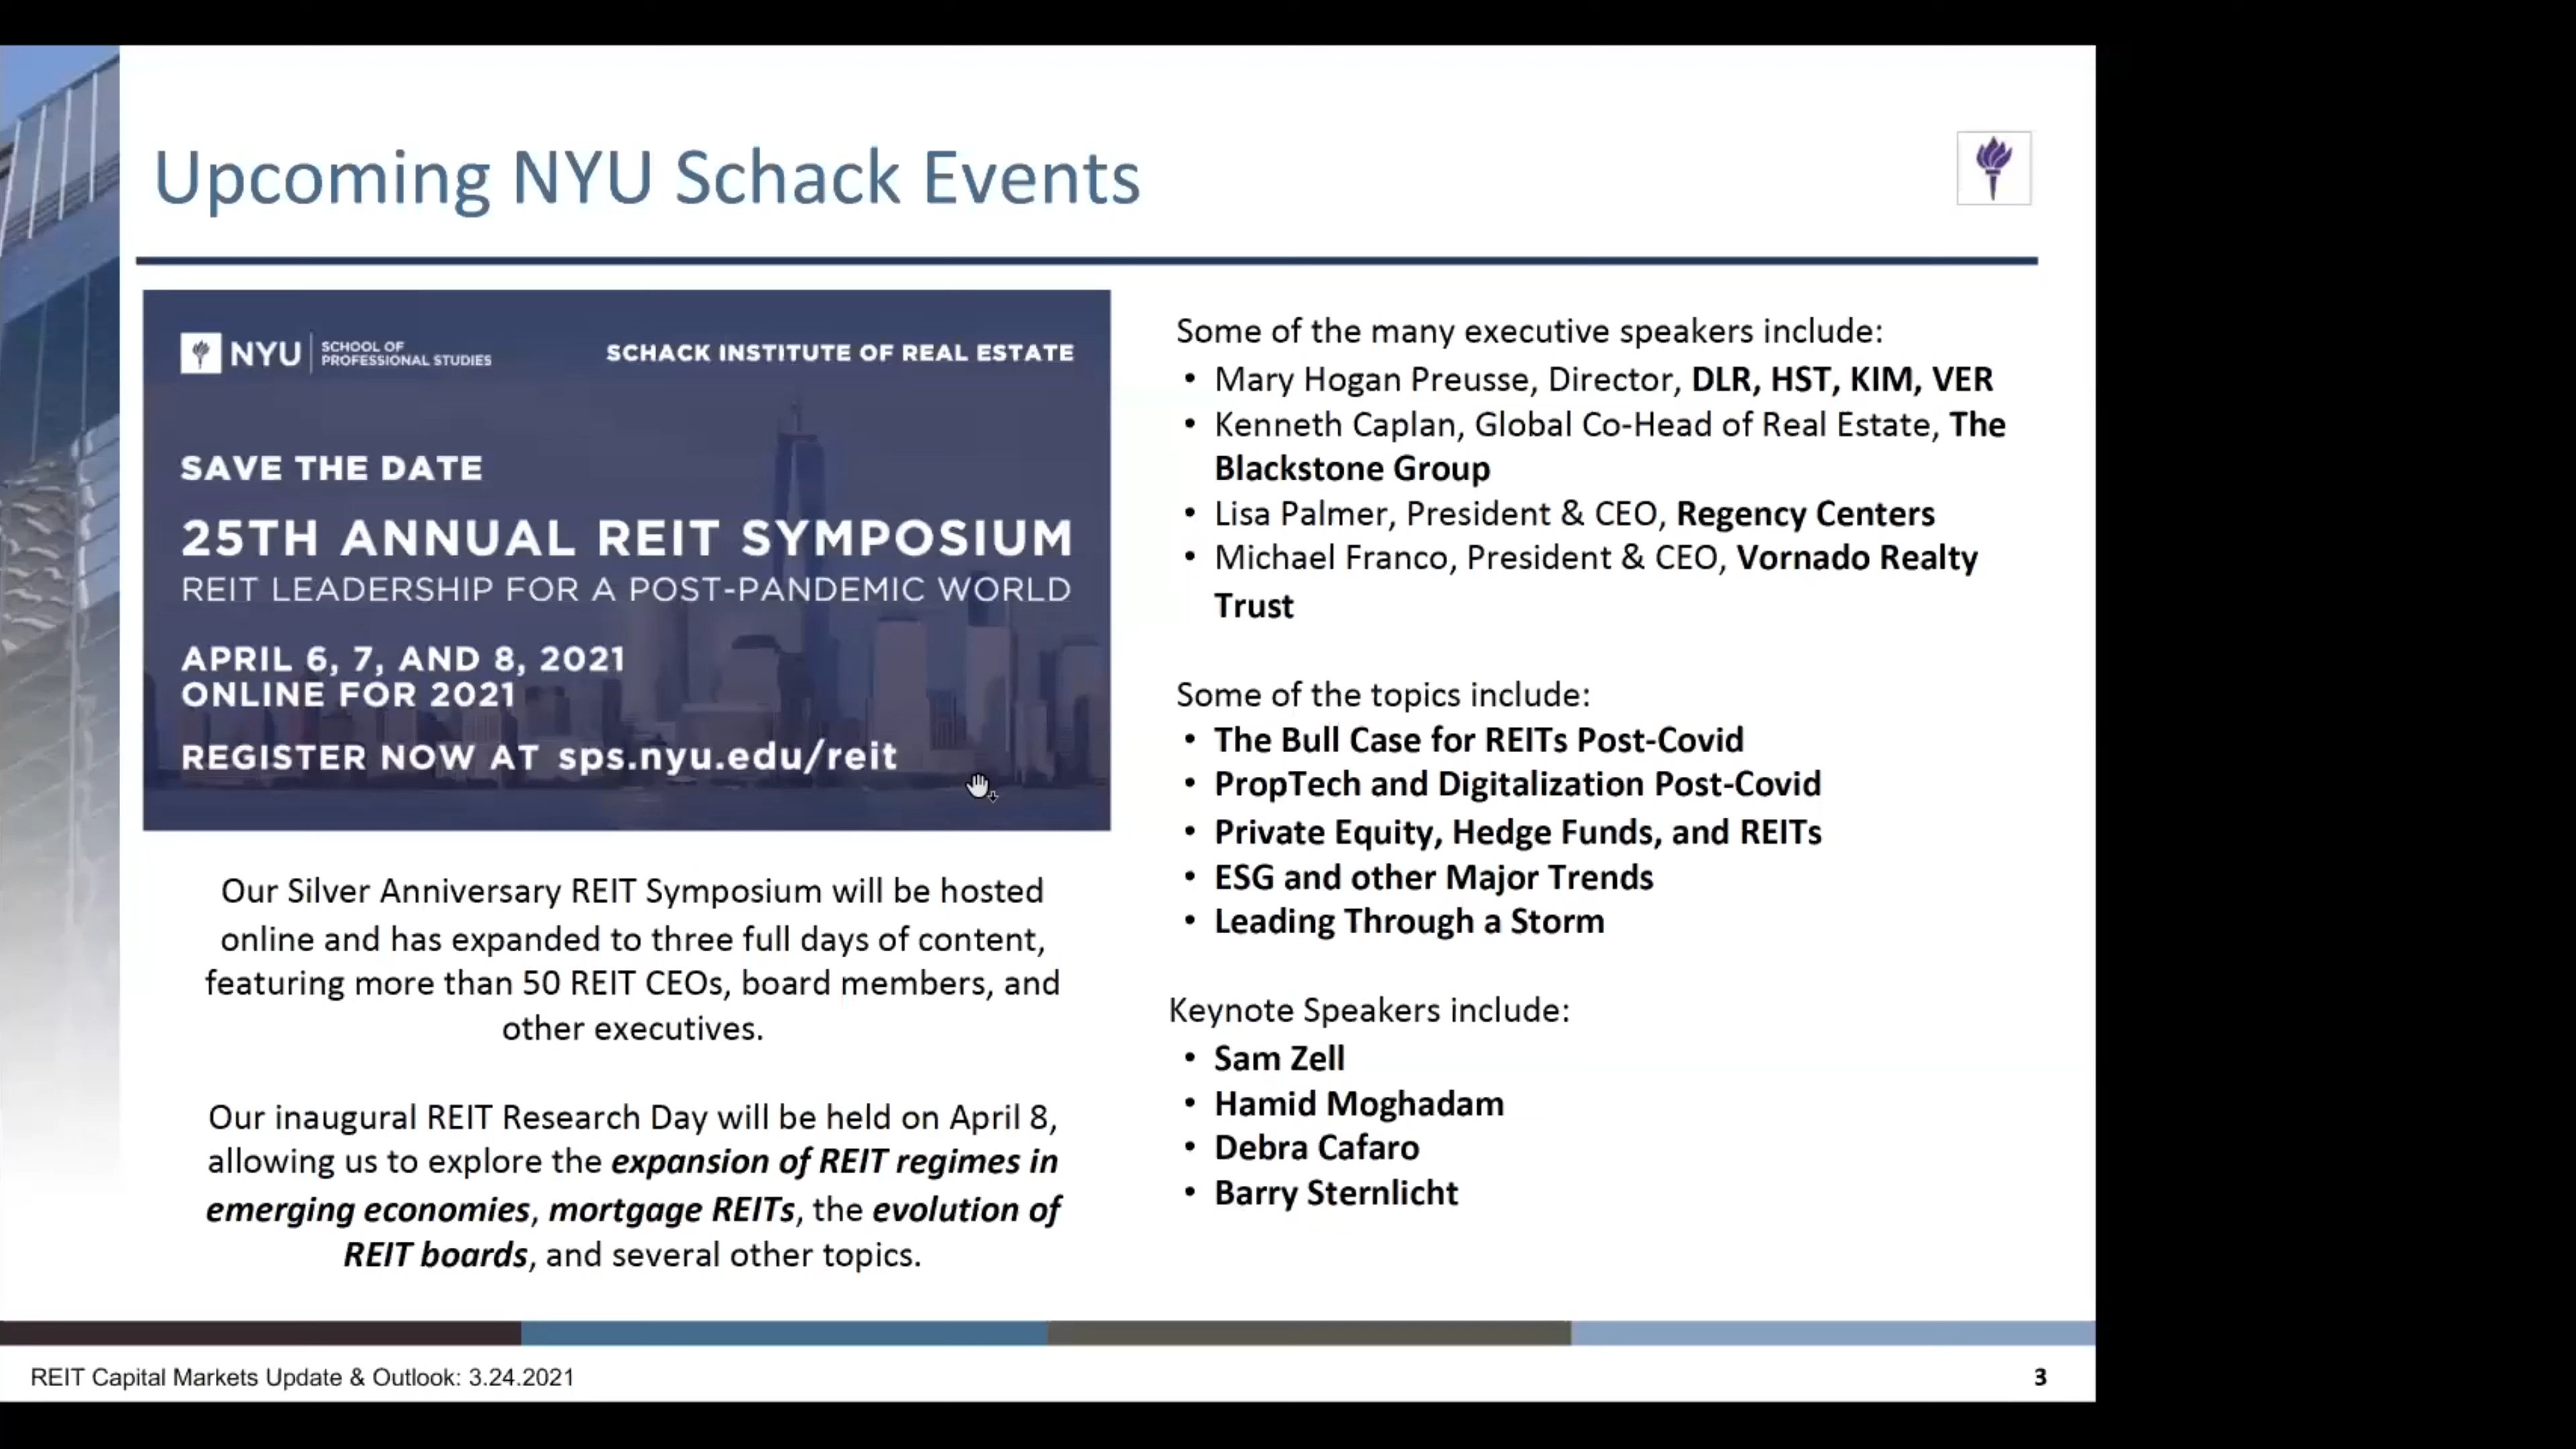 Upcoming NYU Schack Events
NYU
SCHOOL OF
PROFESSIONAL STUDIES
SCHACK INSTITUTE OF REAL ESTATE
SAVE THE DATE
25TH ANNUAL REIT SYMPOSIUM
REIT LEADERSHIP FOR A POST-PANDEMIC WORLD
APRIL 6, 7, AND 8, 2021
ONLINE FOR 2021
REGISTER NOW AT sps.nyu.edu/reit
Our Silver Anniversary REIT Symposium will be hosted
online and has expanded to three full days of content,
featuring more than 50 REIT CEOs, board members, and
other executives.
Our inaugural REIT Research Day will be held on April 8,
allowing us to explore the expansion of REIT regimes in
emerging economies, mortgage REITs, the evolution of
REIT boards, and several other topics.
Some of the many executive speakers include:
• Mary Hogan Preusse, Director, DLR, HST, KIM, VER
• Kenneth Caplan, Global Co-Head of Real Estate, The
Blackstone Group
• Lisa Palmer, President & CEO, Regency Centers
• Michael Franco, President & CEO, Vornado Realty
Trust
Some of the topics include:
• The Bull Case for REITs Post-Covid
• PropTech and Digitalization Post-Covid
• Private Equity, Hedge Funds, and REITs
• ESG and other Major Trends
• Leading Through a Storm
Keynote Speakers include:
• Sam Zell
• Hamid Moghadam
• Debra Cafaro
• Barry Sternlicht
REIT Capital Markets Update & Outlook: 3.24.2021
3